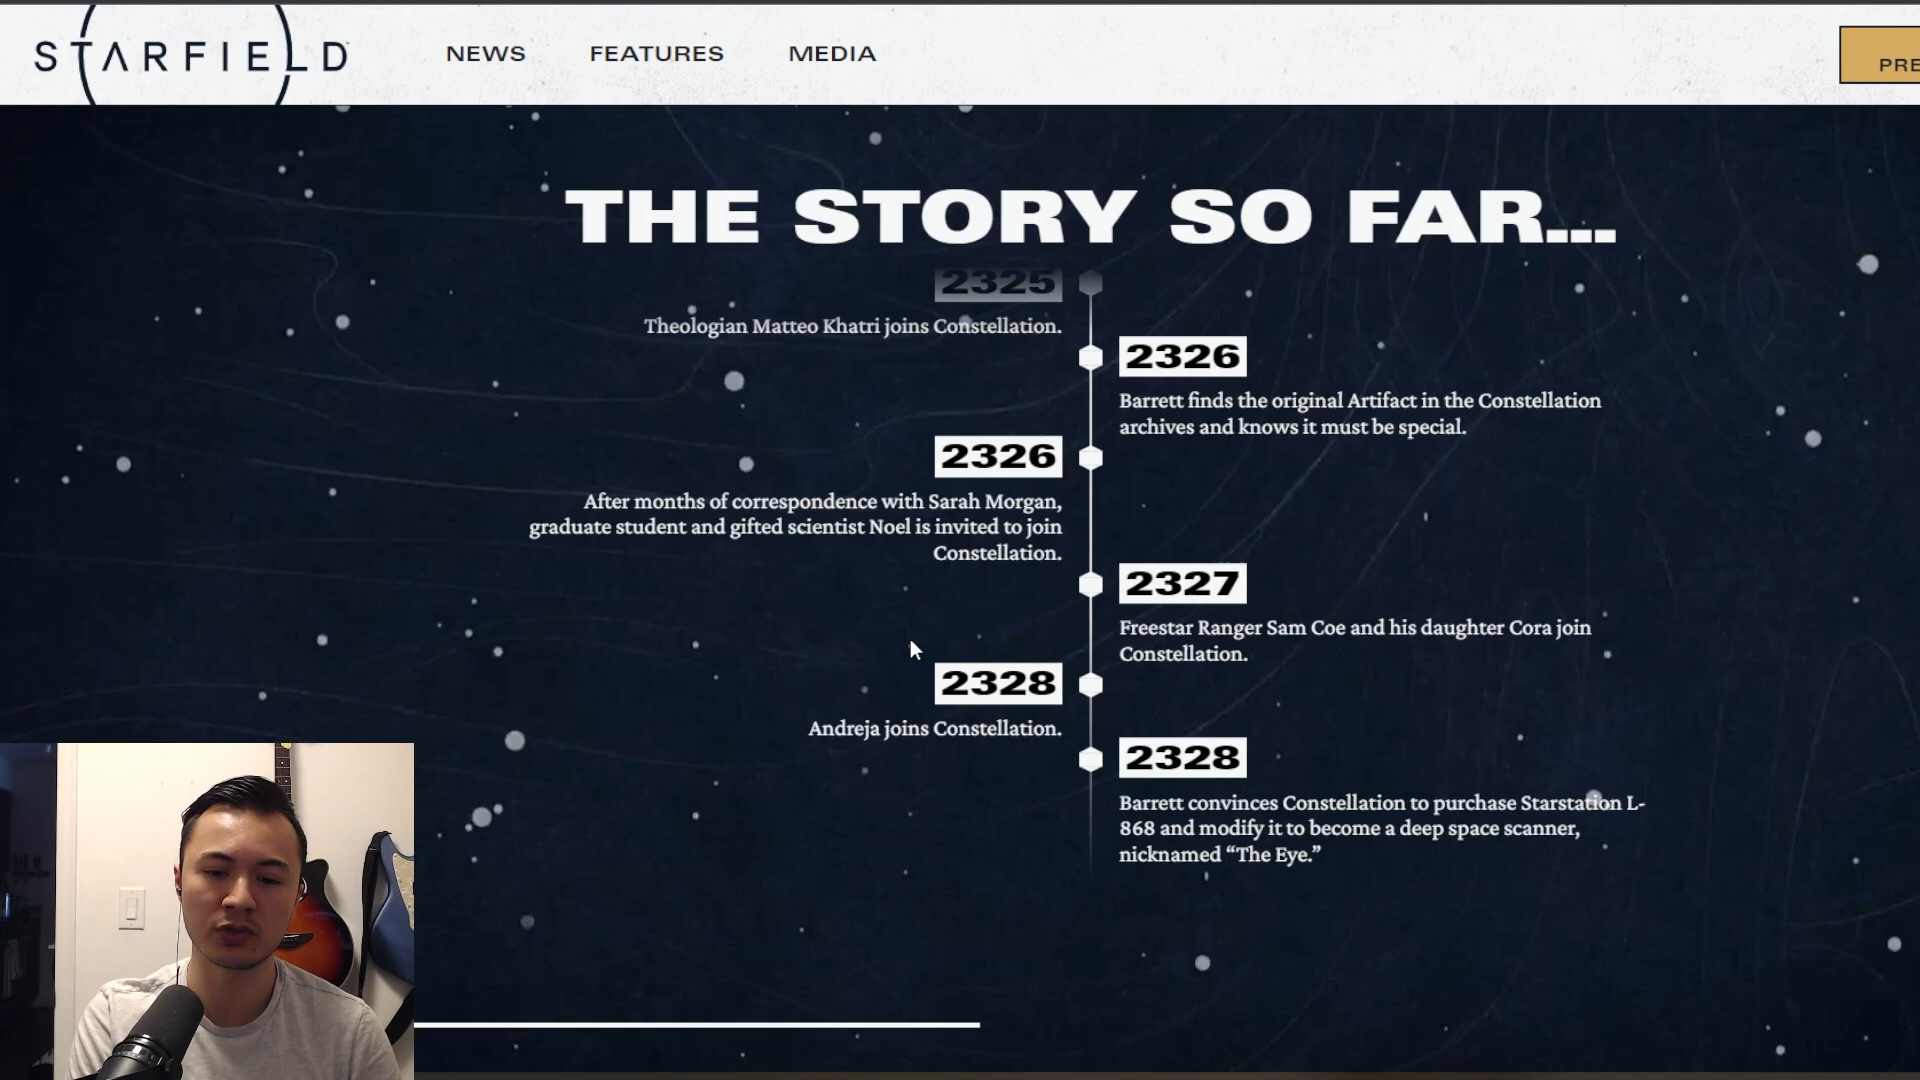 STARFIELD
NEWS
FEATURES
MEDIA
PRE
THE STORY SO FAR...
2325
Theologian Matteo Khatri joins Constellation.
2326
Barrett finds the original Artifact in the Constellation
archives and knows it must be special.
2326
After months of correspondence with Sarah Morgan,
graduate student and gifted scientist Noel is invited to join
Constellation.
2327
Freestar Ranger Sam Coe and his daughter Cora join
Constellation.
2328
Andreja joins Constellation.
2328
Barrett convinces Constellation to purchase Starstation L-
868 and modify it to become a deep space scanner,
nicknamed “The Eye.”